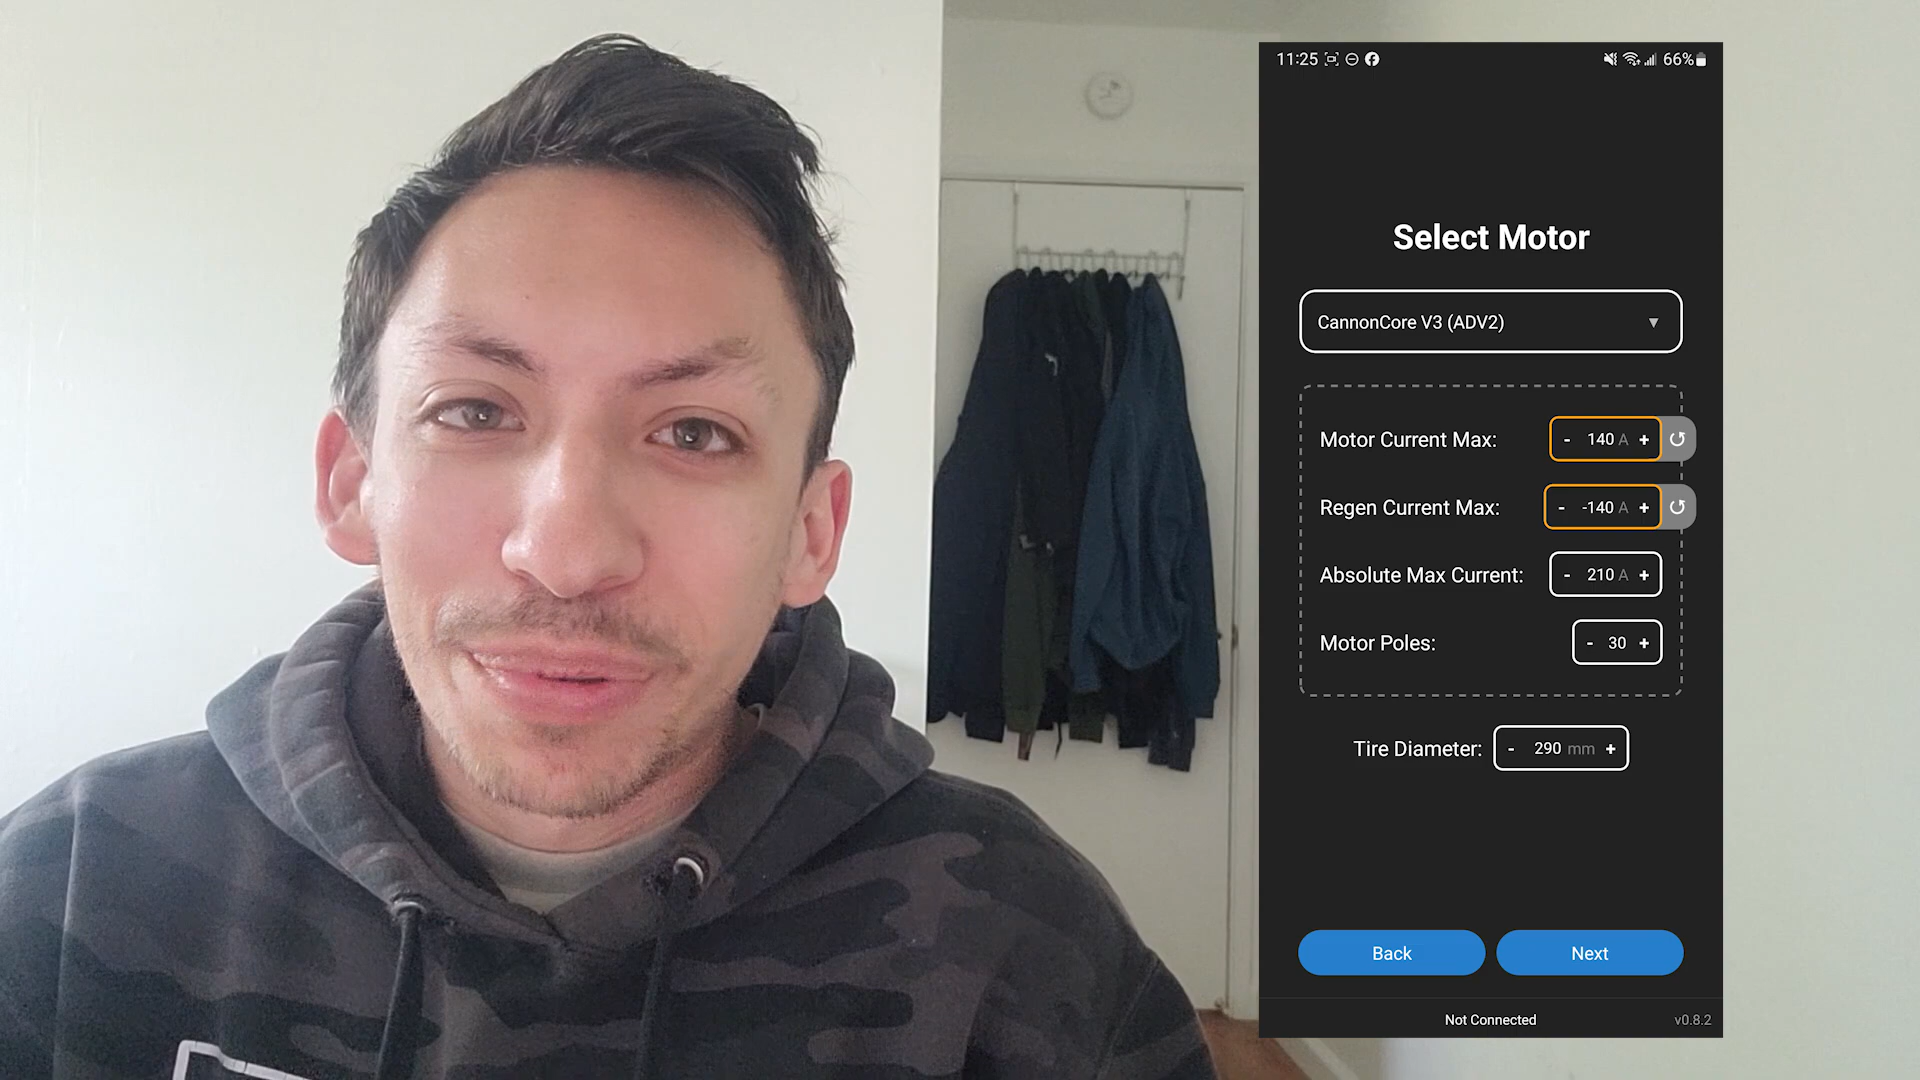 11:25 66%
Select Motor
CannonCore V3 (ADV2) ▼
Motor Current Max: - 140 A + ↺
Regen Current Max: - -140 A + ↺
Absolute Max Current: - 210 A +
Motor Poles: - 30 +
Tire Diameter: - 290 mm +
Back Next
Not Connected v0.8.2